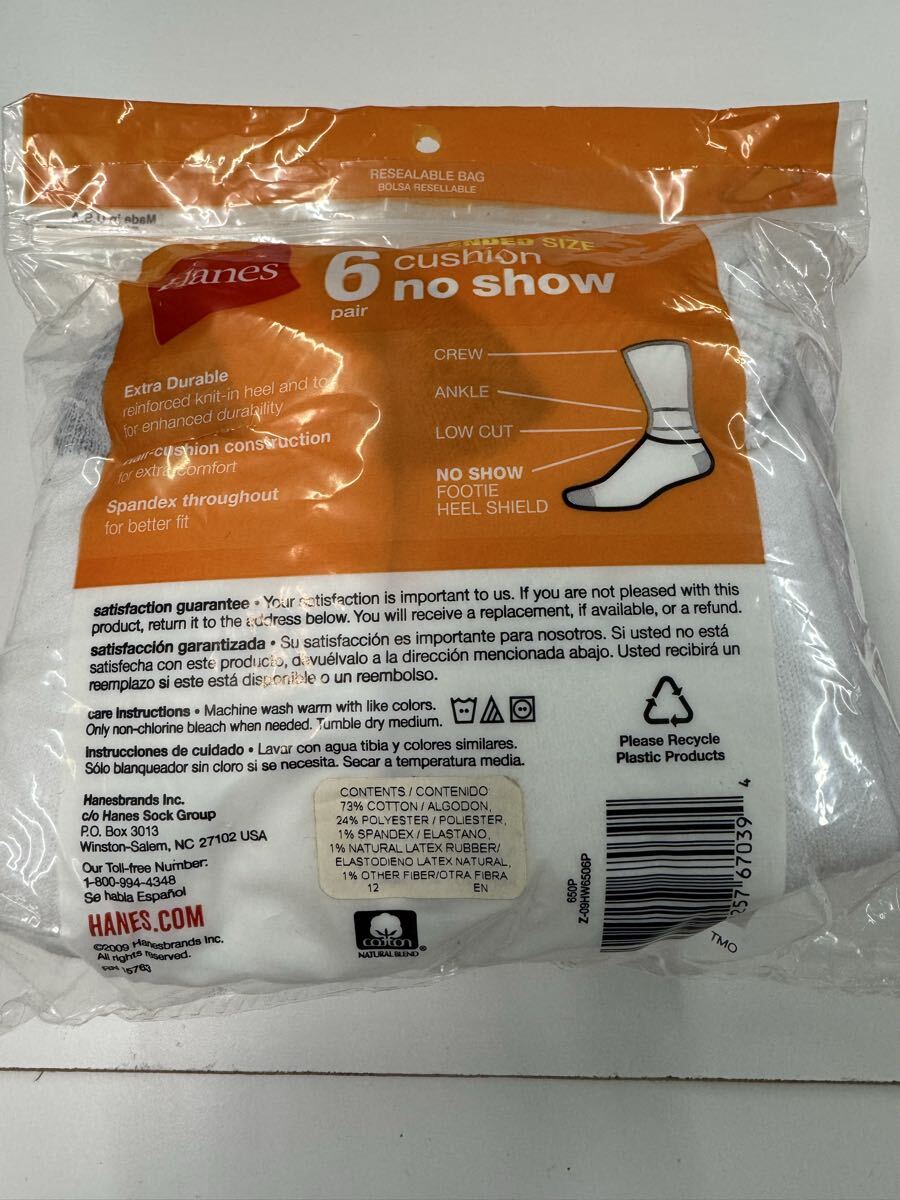 RESEALABLE BAG
BOLSA RESELLABLE
Made in U.S.A.
Hanes
6
pair
SIZE
cushion
no show
CREW
ANKLE
LOW CUT
NO SHOW
FOOTIE
HEEL SHIELD
Extra Durable
reinforced knit-in heel and toe
for enhanced durability
cushion construction
for extra comfort
Spandex throughout
for better fit
satisfaction guarantee • Your satisfaction is important to us. If you are not pleased with this
product, return it to the address below. You will receive a replacement, if available, or a refund.
satisfacción garantizada • Su satisfacción es importante para nosotros. Si usted no está
satisfecha con este producto, devuélvalo a la dirección mencionada abajo. Usted recibirá un
reemplazo si este está disponible o un reembolso.
care instructions • Machine wash warm with like colors.
Only non-chlorine bleach when needed. Tumble dry medium.
Instrucciones de cuidado • Lavar con agua tibia y colores similares.
Sólo blanqueador sin cloro si se necesita. Secar a temperatura media.
Please Recycle
Plastic Products
Hanesbrands Inc.
c/o Hanes Sock Group
P.O. Box 3013
Winston-Salem, NC 27102 USA
Our Toll-free Number:
1-800-994-4348
Se habla Español
HANES.COM
©2009 Hanesbrands Inc.
All rights reserved.
15763
CONTENTS / CONTENIDO
73% COTTON / ALGODON,
24% POLYESTER / POLIESTER,
1% SPANDEX / ELASTANO,
1% NATURAL LATEX RUBBER/
ELASTODIENO LATEX NATURAL,
1% OTHER FIBER/OTRA FIBRA
12 EN
cotton
NATURAL BLEND
650P
Z-09HW6506P
257 67039 4
TMO